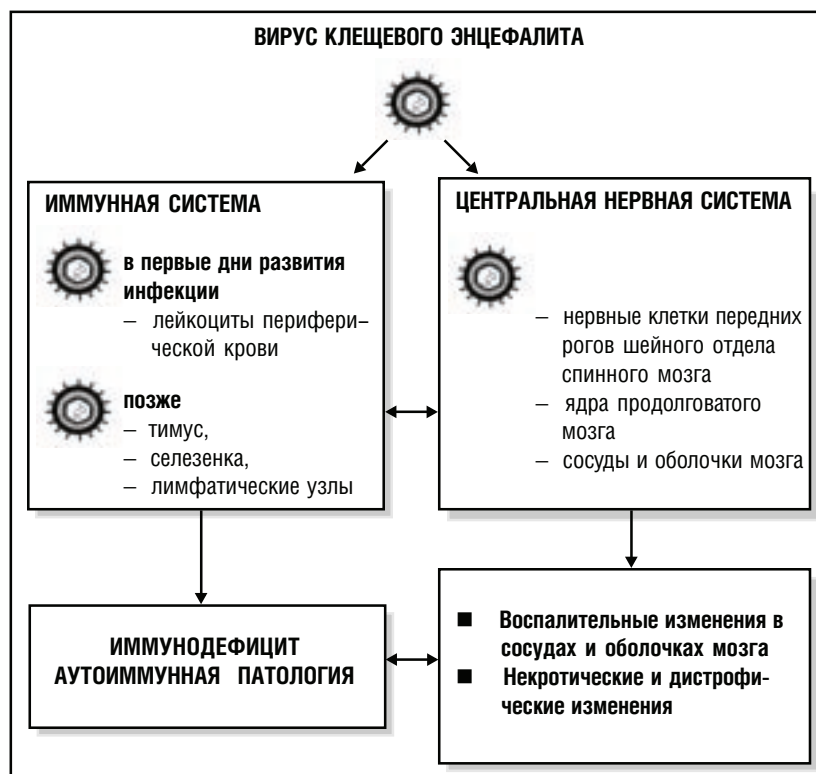 ВИРУС КЛЕЩЕВОГО ЭНЦЕФАЛИТА
ИММУННАЯ СИСТЕМА
в первые дни развития
инфекции
– лейкоциты перифери-
ческой крови
позже
– тимус,
– селезенка,
– лимфатические узлы
ЦЕНТРАЛЬНАЯ НЕРВНАЯ СИСТЕМА
– нервные клетки передних
рогов шейного отдела
спинного мозга
– ядра продолговатого
мозга
– сосуды и оболочки мозга
ИММУНОДЕФИЦИТ
АУТОИММУННАЯ ПАТОЛОГИЯ
■ Воспалительные изменения в
сосудах и оболочках мозга
■ Некротические и дистрофи-
ческие изменения